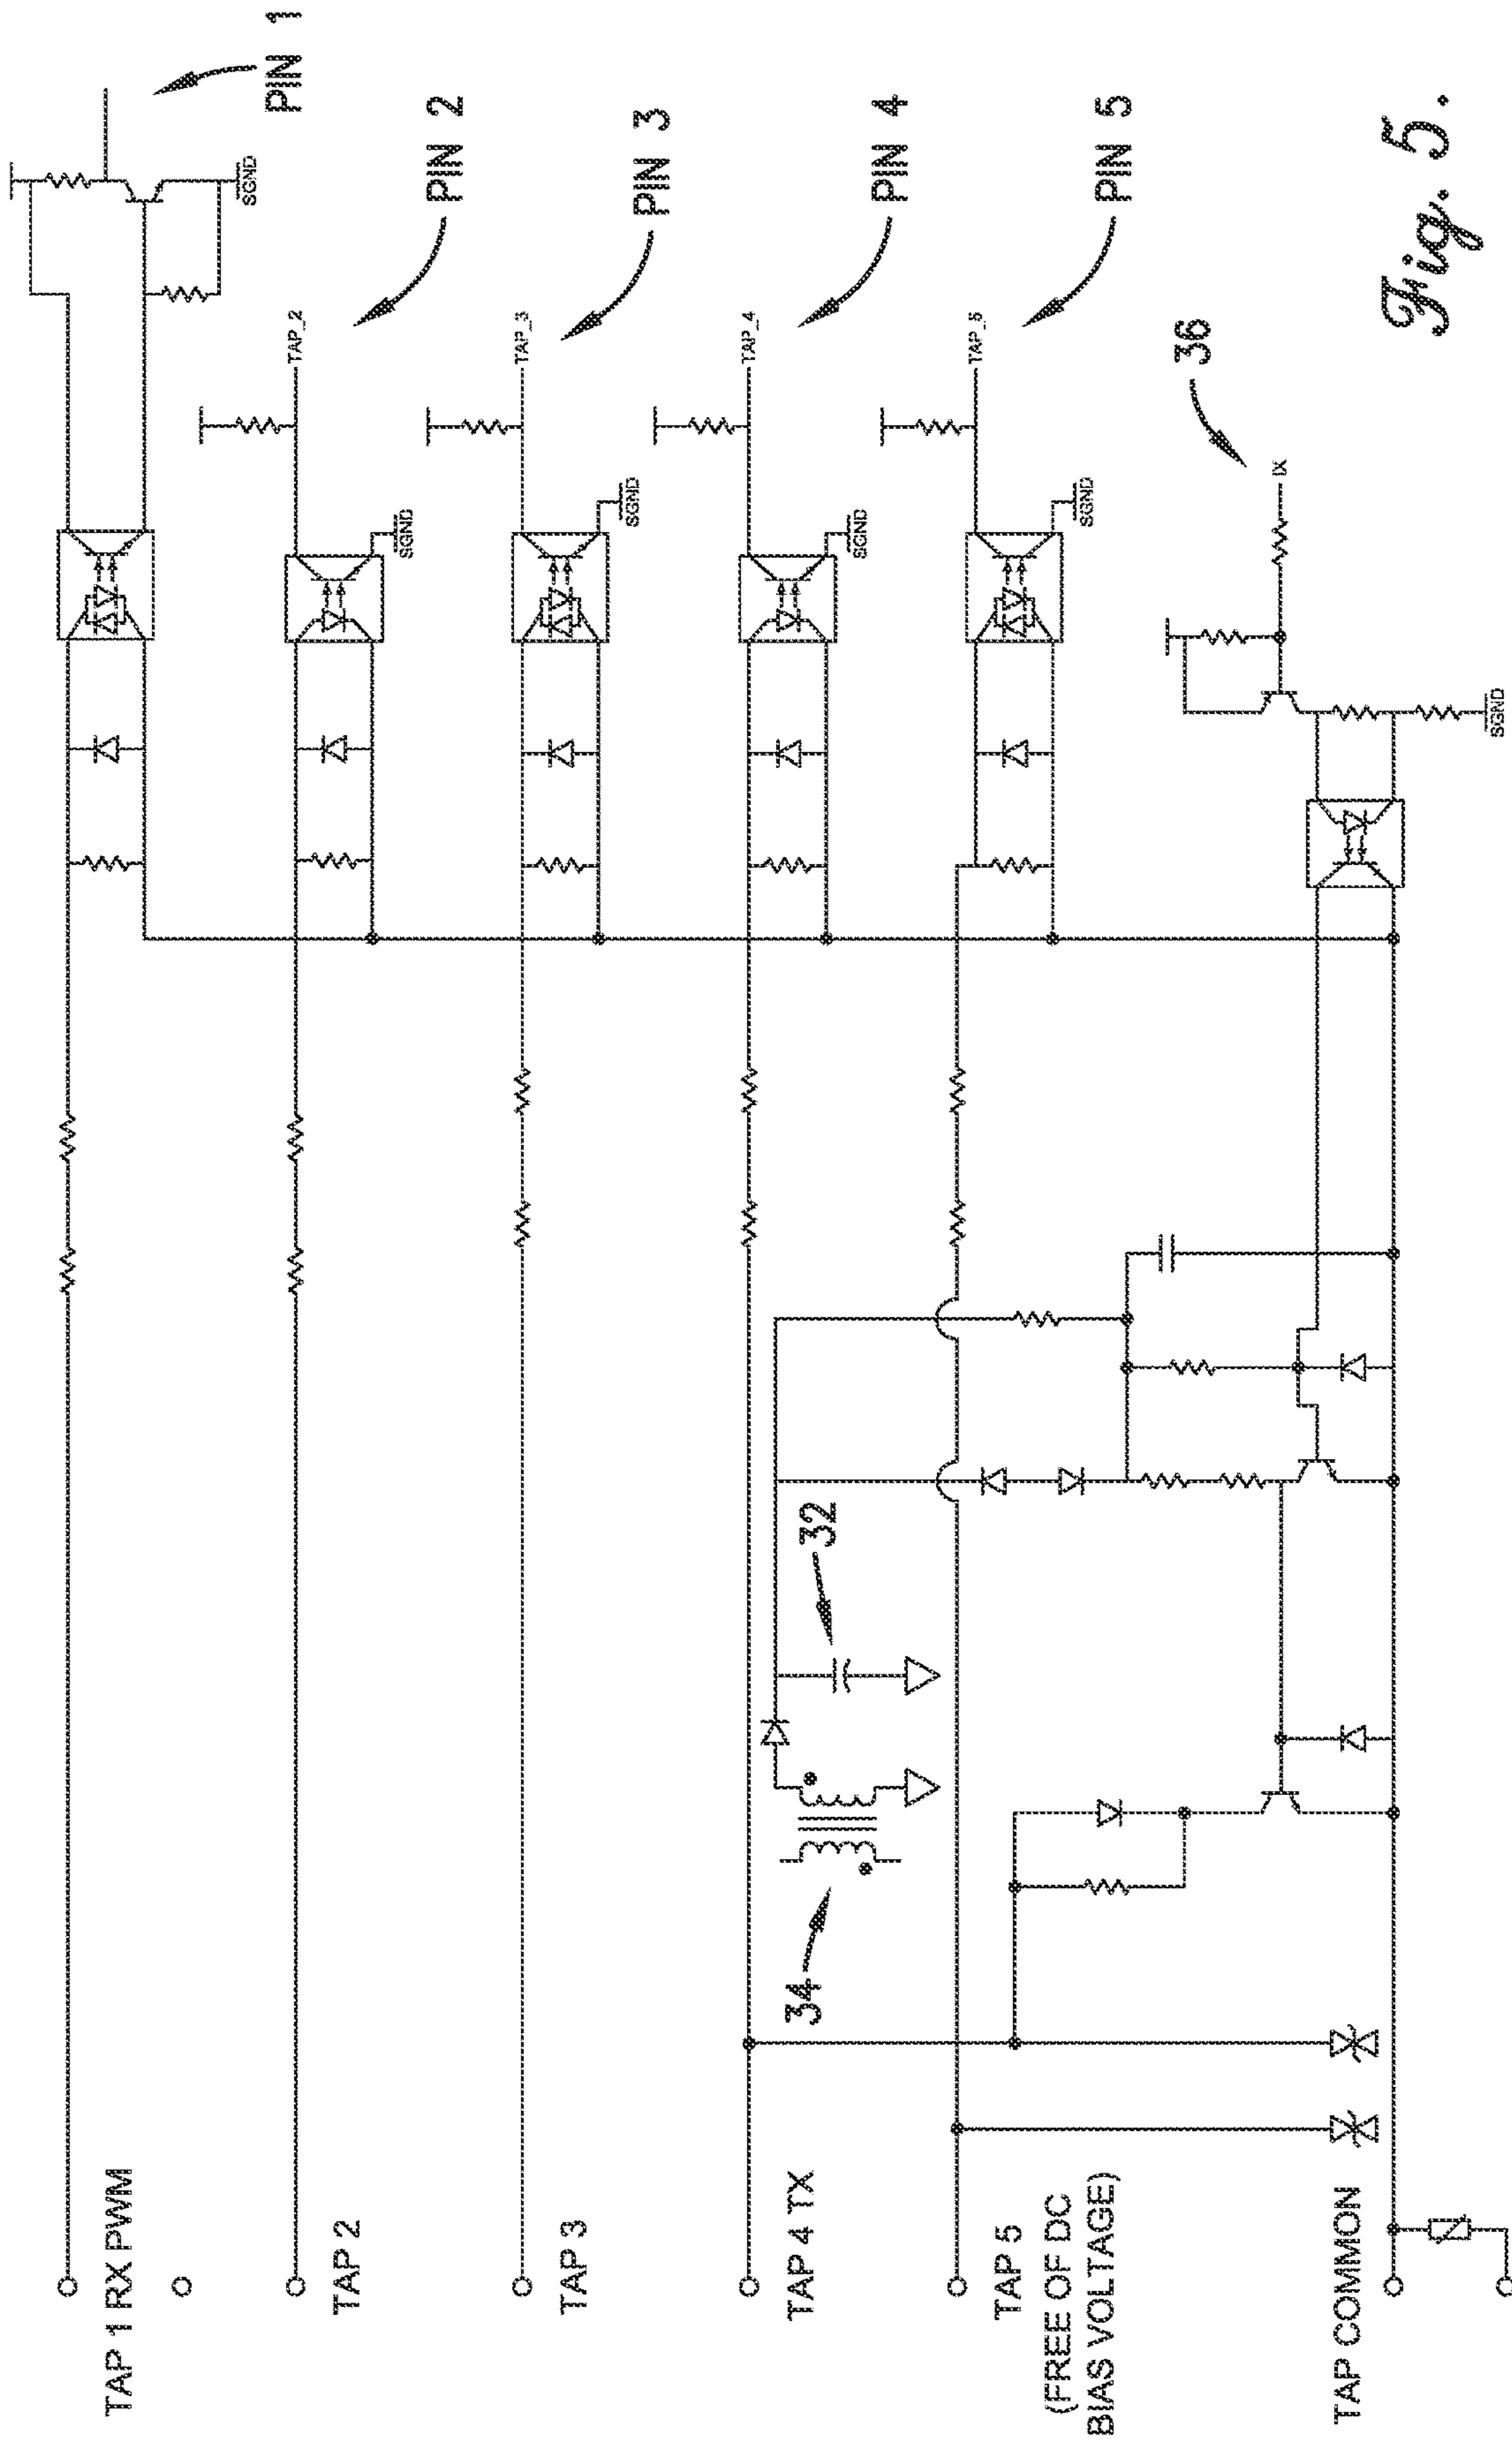 TAP 1 RX PWM
SGND
PIN 1
TAP_2
TAP 2
SGND
PIN 2
TAP_3
TAP 3
SGND
PIN 3
TAP_4
TAP 4 TX
34
32
SGND
PIN 4
TAP_5
TAP 5
(FREE OF DC
BIAS VOLTAGE)
SGND
PIN 5
36
IX
TAP COMMON
SGND
Fig. 5.